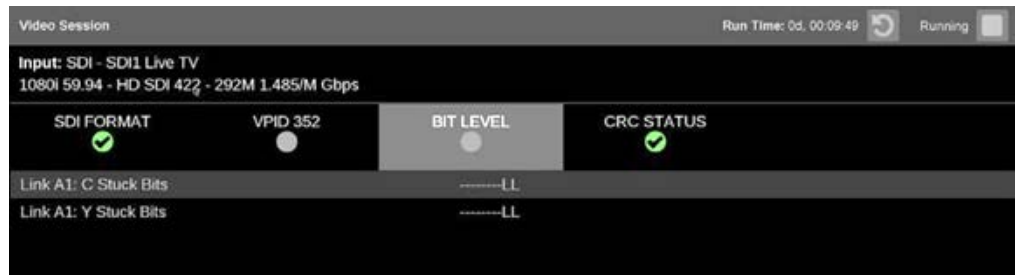 Video Session Run Time: 0d, 00:09:49 Running
Input: SDI - SDI1 Live TV
1080i 59.94 - HD SDI 422 - 292M 1.485/M Gbps
SDI FORMAT VPID 352 BIT LEVEL CRC STATUS
Link A1: C Stuck Bits --------LL
Link A1: Y Stuck Bits --------LL